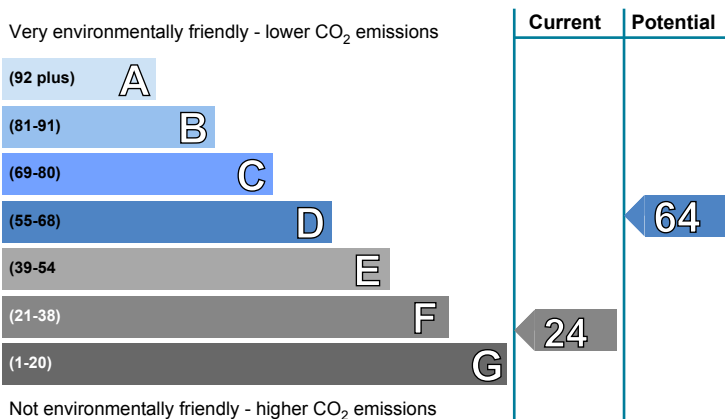 Very environmentally friendly - lower CO2 emissions
Current
Potential
(92 plus) A
(81-91) B
(69-80) C
(55-68) D
64
(39-54 E
(21-38) F
24
(1-20) G
Not environmentally friendly - higher CO2 emissions